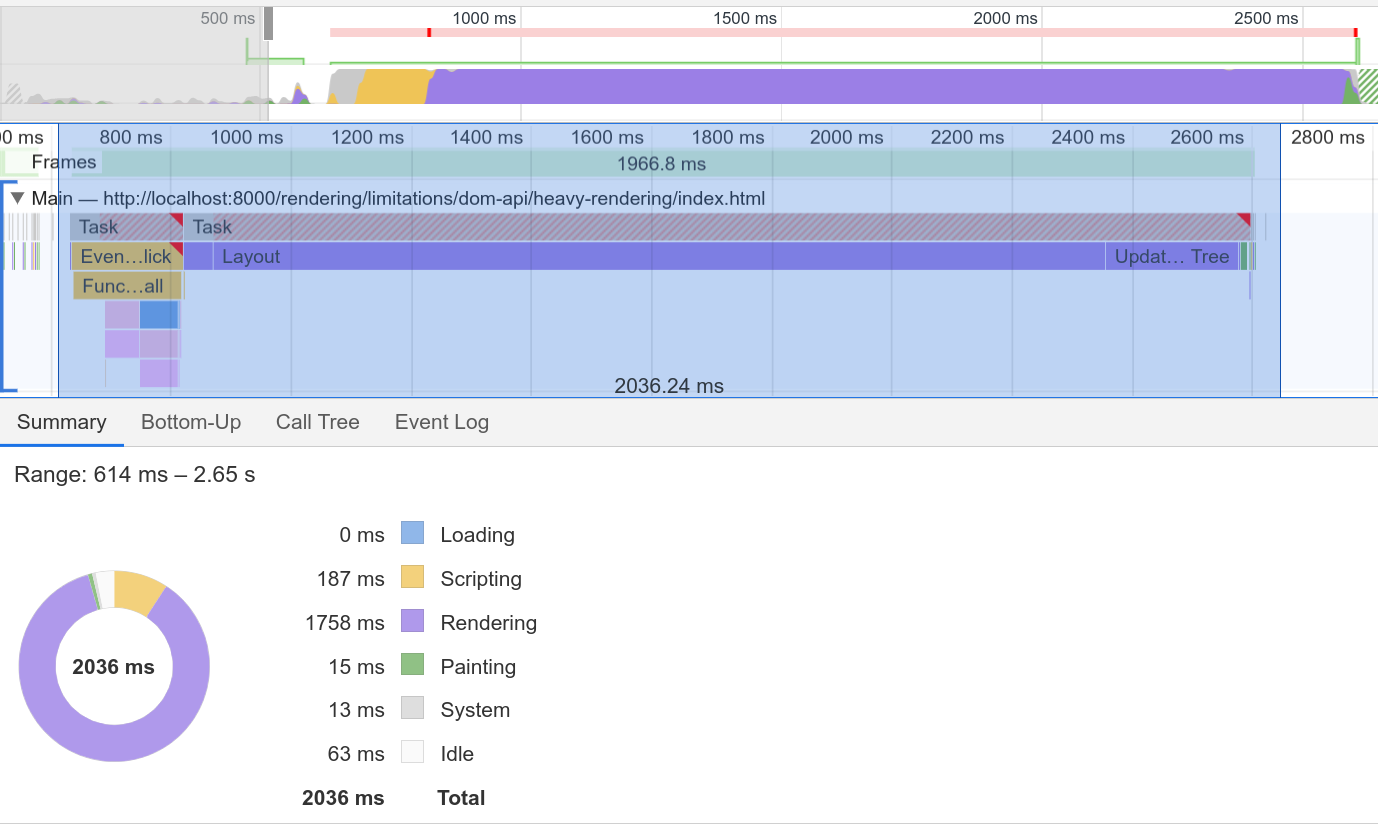 500 ms 1000 ms 1500 ms 2000 ms 2500 ms
00 ms 800 ms 1000 ms 1200 ms 1400 ms 1600 ms 1800 ms 2000 ms 2200 ms 2400 ms 2600 ms 2800 ms
Frames 1966.8 ms
▼ Main — http://localhost:8000/rendering/limitations/dom-api/heavy-rendering/index.html
Task Task
Even…lick Layout Updat… Tree
Func…all
2036.24 ms
Summary Bottom-Up Call Tree Event Log
Range: 614 ms – 2.65 s
0 ms Loading
187 ms Scripting
1758 ms Rendering
2036 ms
15 ms Painting
13 ms System
63 ms Idle
2036 ms Total